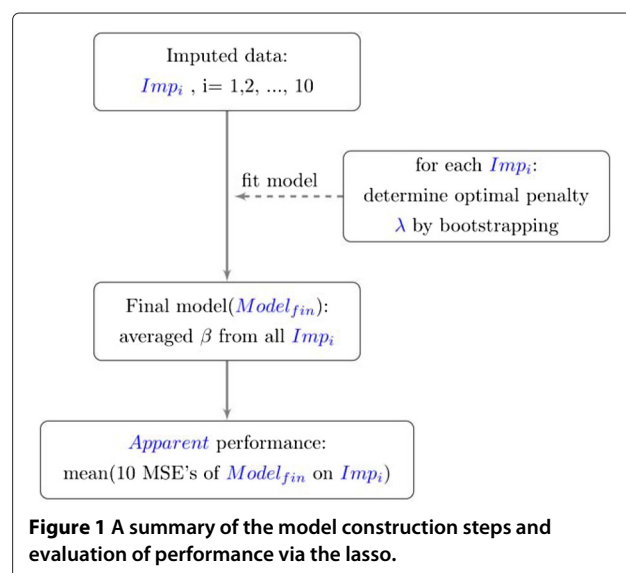 Imputed data:
Imp_i , i= 1,2, ..., 10
fit model
for each Imp_i:
determine optimal penalty
λ by bootstrapping
Final model(Model_fin):
averaged β from all Imp_i
Apparent performance:
mean(10 MSE's of Model_fin on Imp_i)
Figure 1 A summary of the model construction steps and
evaluation of performance via the lasso.